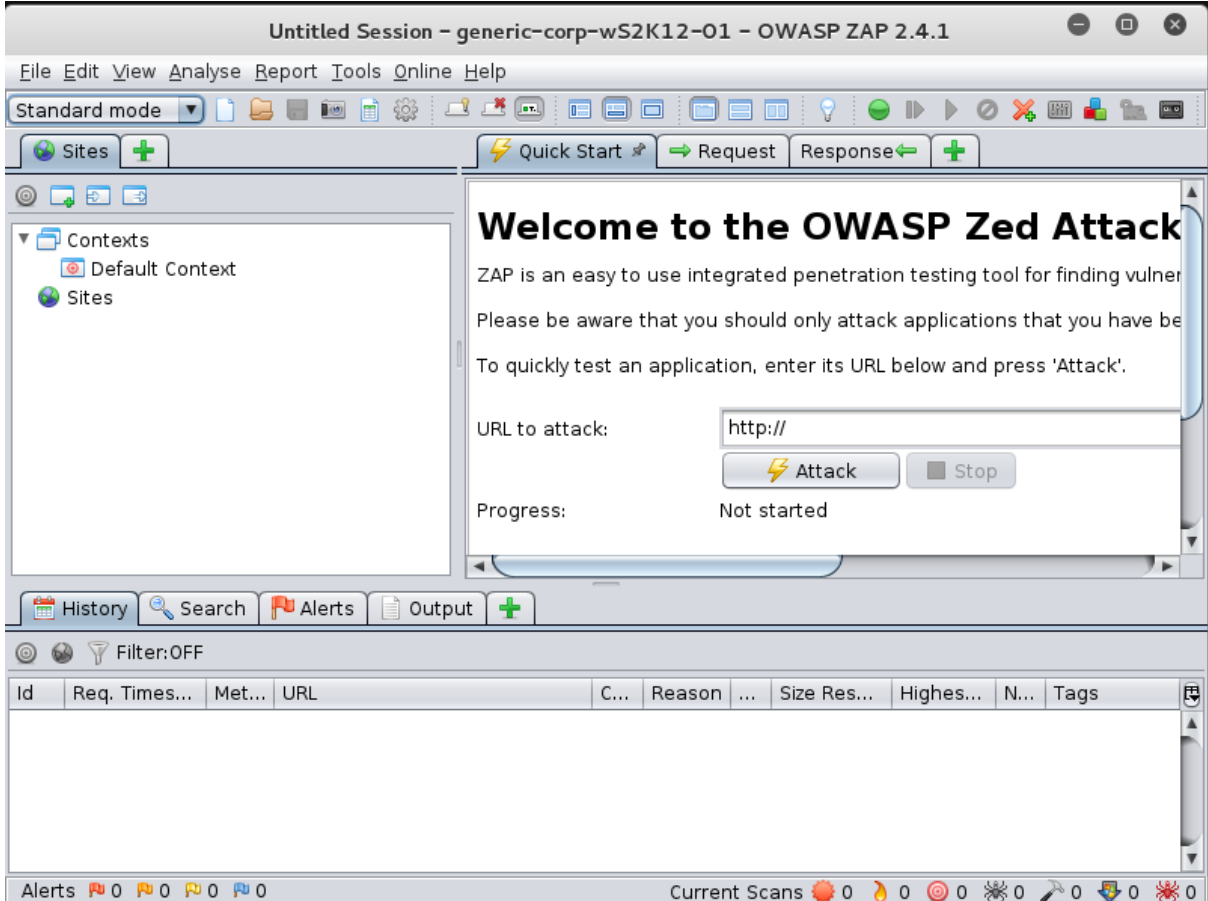 Untitled Session – generic-corp-wS2K12-01 – OWASP ZAP 2.4.1
File Edit View Analyse Report Tools Online Help
Standard mode
Sites
Quick Start
Request
Response
Contexts
Default Context
Sites
Welcome to the OWASP Zed Attack
ZAP is an easy to use integrated penetration testing tool for finding vulner
Please be aware that you should only attack applications that you have be
To quickly test an application, enter its URL below and press 'Attack'.
URL to attack: http://
Attack Stop
Progress: Not started
History Search Alerts Output
Filter:OFF
Id Req. Times... Met... URL C... Reason ... Size Res... Highes... N... Tags
Alerts 0 0 0 0 Current Scans 0 0 0 0 0 0 0